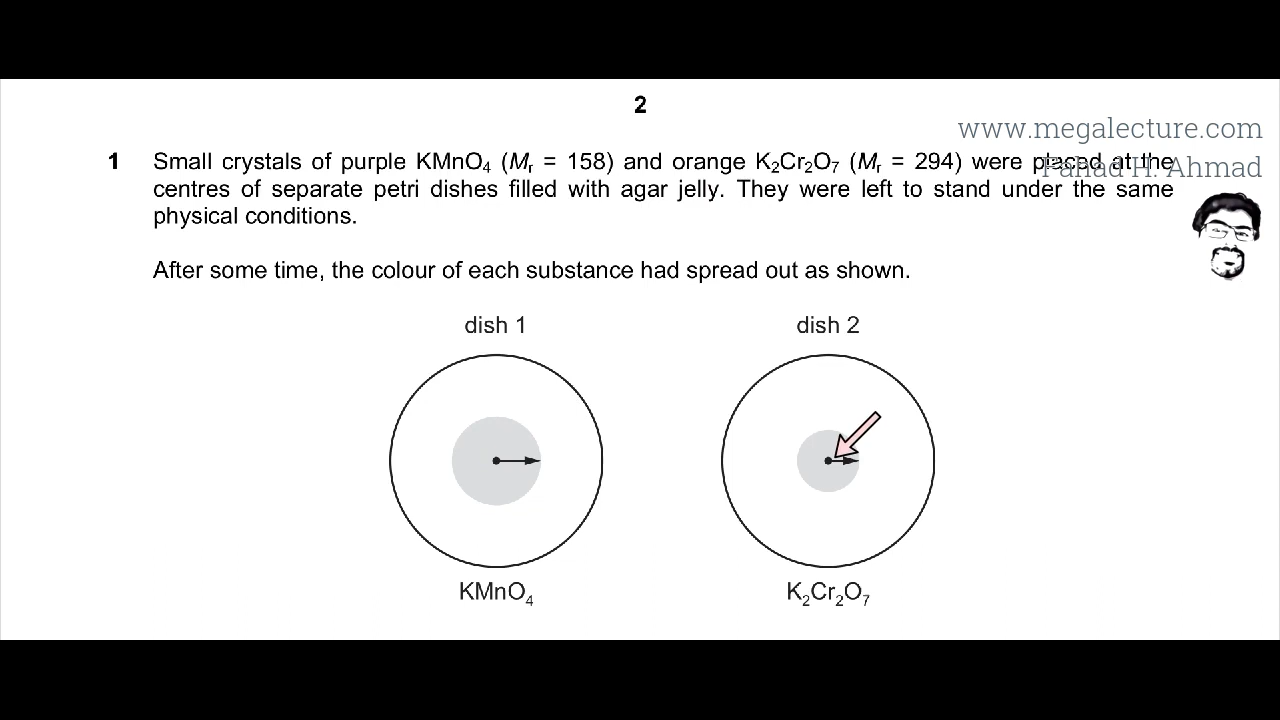 2
www.megalecture.com
Fahad H. Ahmad
1 Small crystals of purple KMnO₄ (Mᵣ = 158) and orange K₂Cr₂O₇ (Mᵣ = 294) were placed at the
centres of separate petri dishes filled with agar jelly. They were left to stand under the same
physical conditions.
After some time, the colour of each substance had spread out as shown.
dish 1
dish 2
KMnO₄
K₂Cr₂O₇